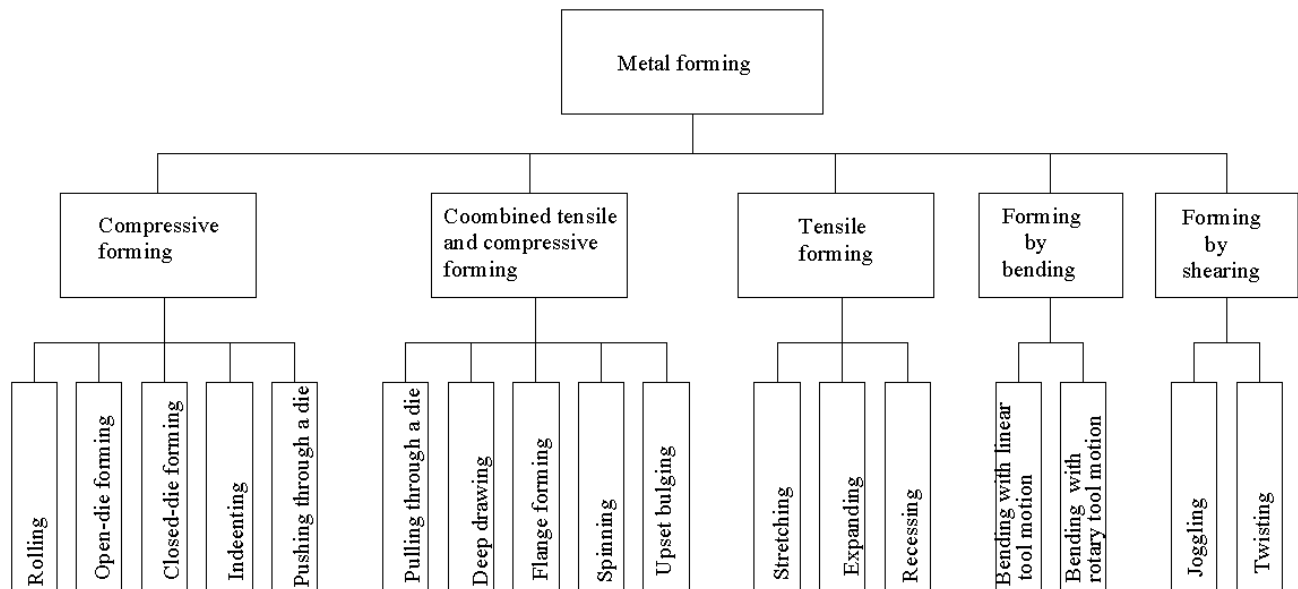 Metal forming
Compressive
forming
Coombined tensile
and compressive
forming
Tensile
forming
Forming
by
bending
Forming
by
shearing
Rolling
Open-die forming
Closed-die forming
Indeenting
Pushing through a die
Pulling through a die
Deep drawing
Flange forming
Spinning
Upset bulging
Stretching
Expanding
Recessing
Bending with linear
tool motion
Bending with
rotary tool motion
Joggling
Twisting